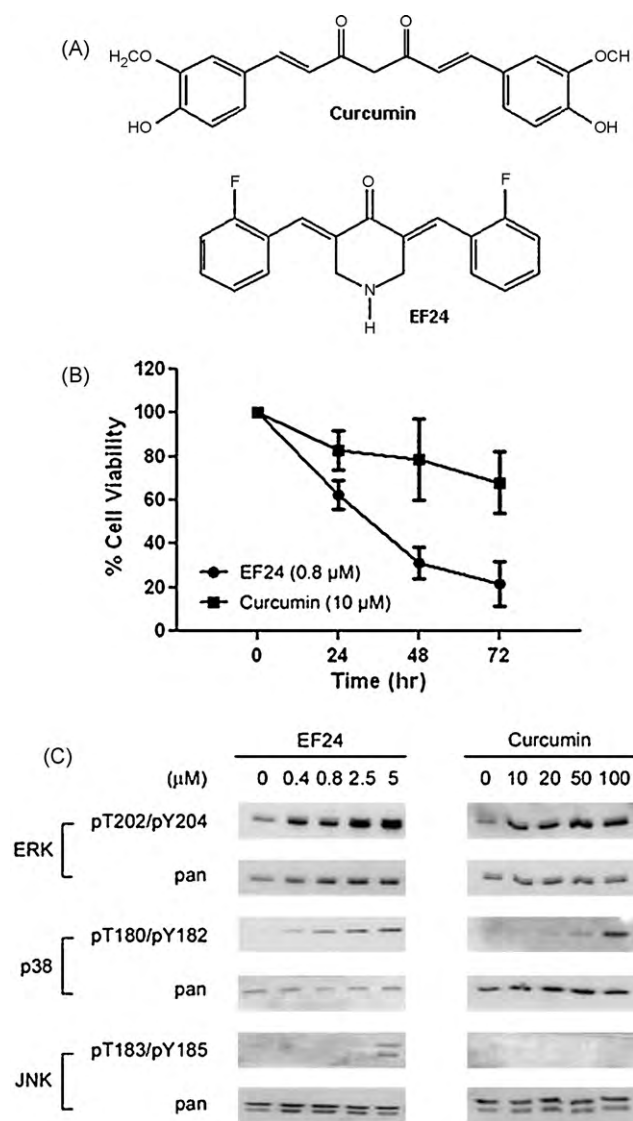 (A)
O O
H₂CO OCH
HO OH
Curcumin
F O F
N
H
EF24
(B)
120
100
80
60
40
20
0
% Cell Viability
EF24 (0.8 µM)
Curcumin (10 µM)
0 24 48 72
Time (hr)
(C)
EF24 Curcumin
(µM) 0 0.4 0.8 2.5 5 0 10 20 50 100
ERK
pT202/pY204
pan
p38
pT180/pY182
pan
JNK
pT183/pY185
pan